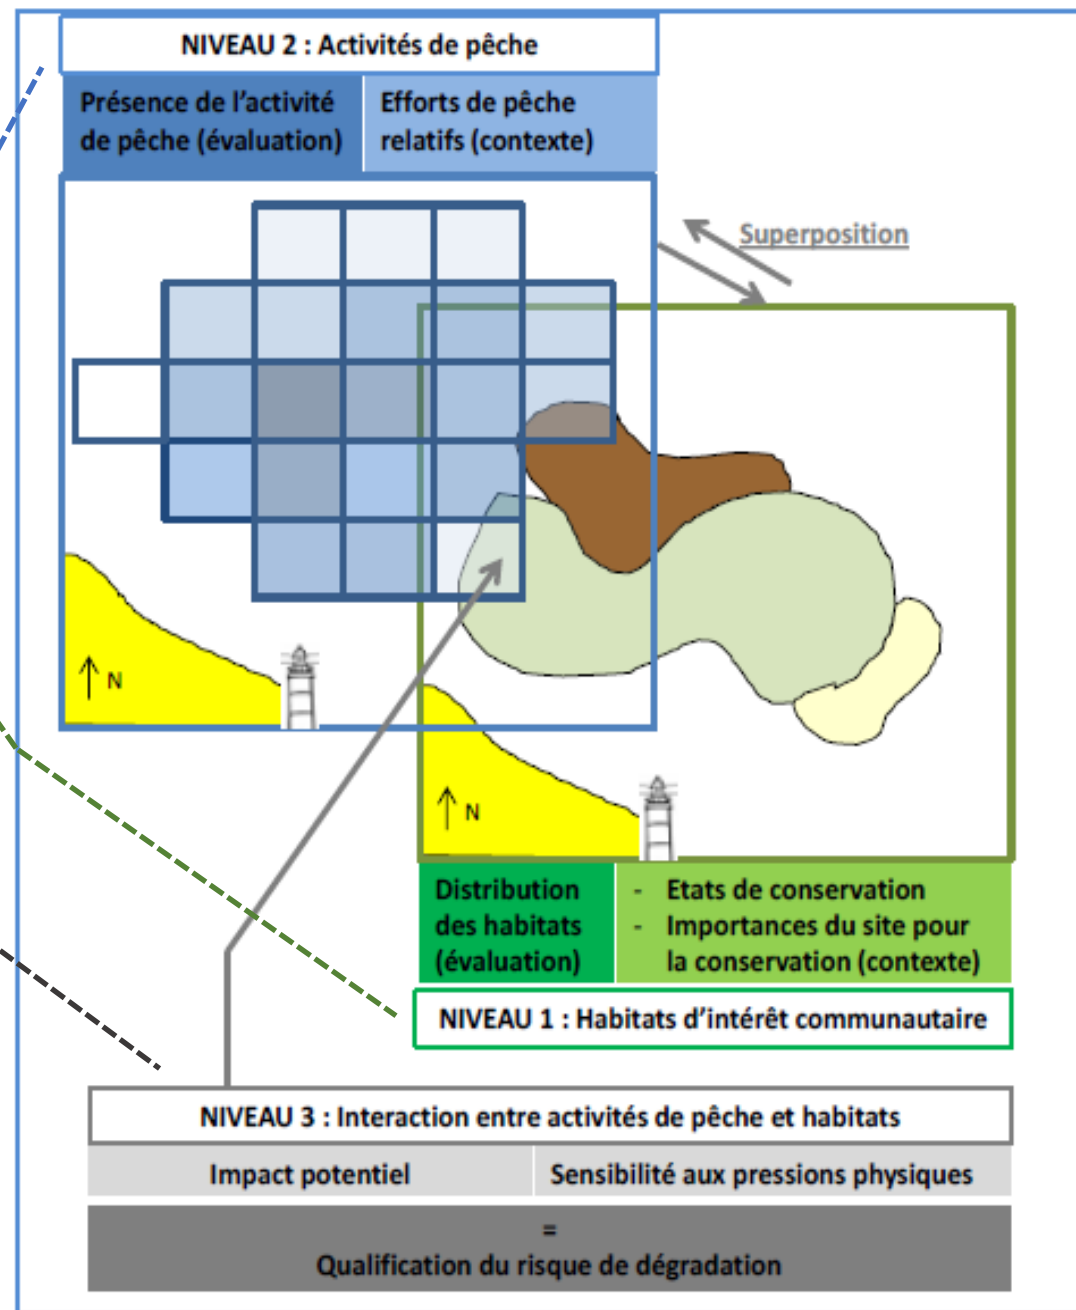 NIVEAU 2 : Activités de pêche
Présence de l'activité
de pêche (évaluation)
Efforts de pêche
relatifs (contexte)
Superposition
N
N
Distribution
des habitats
(évaluation)
- Etats de conservation
- Importances du site pour
la conservation (contexte)
NIVEAU 1 : Habitats d'intérêt communautaire
NIVEAU 3 : Interaction entre activités de pêche et habitats
Impact potentiel
Sensibilité aux pressions physiques
=
Qualification du risque de dégradation